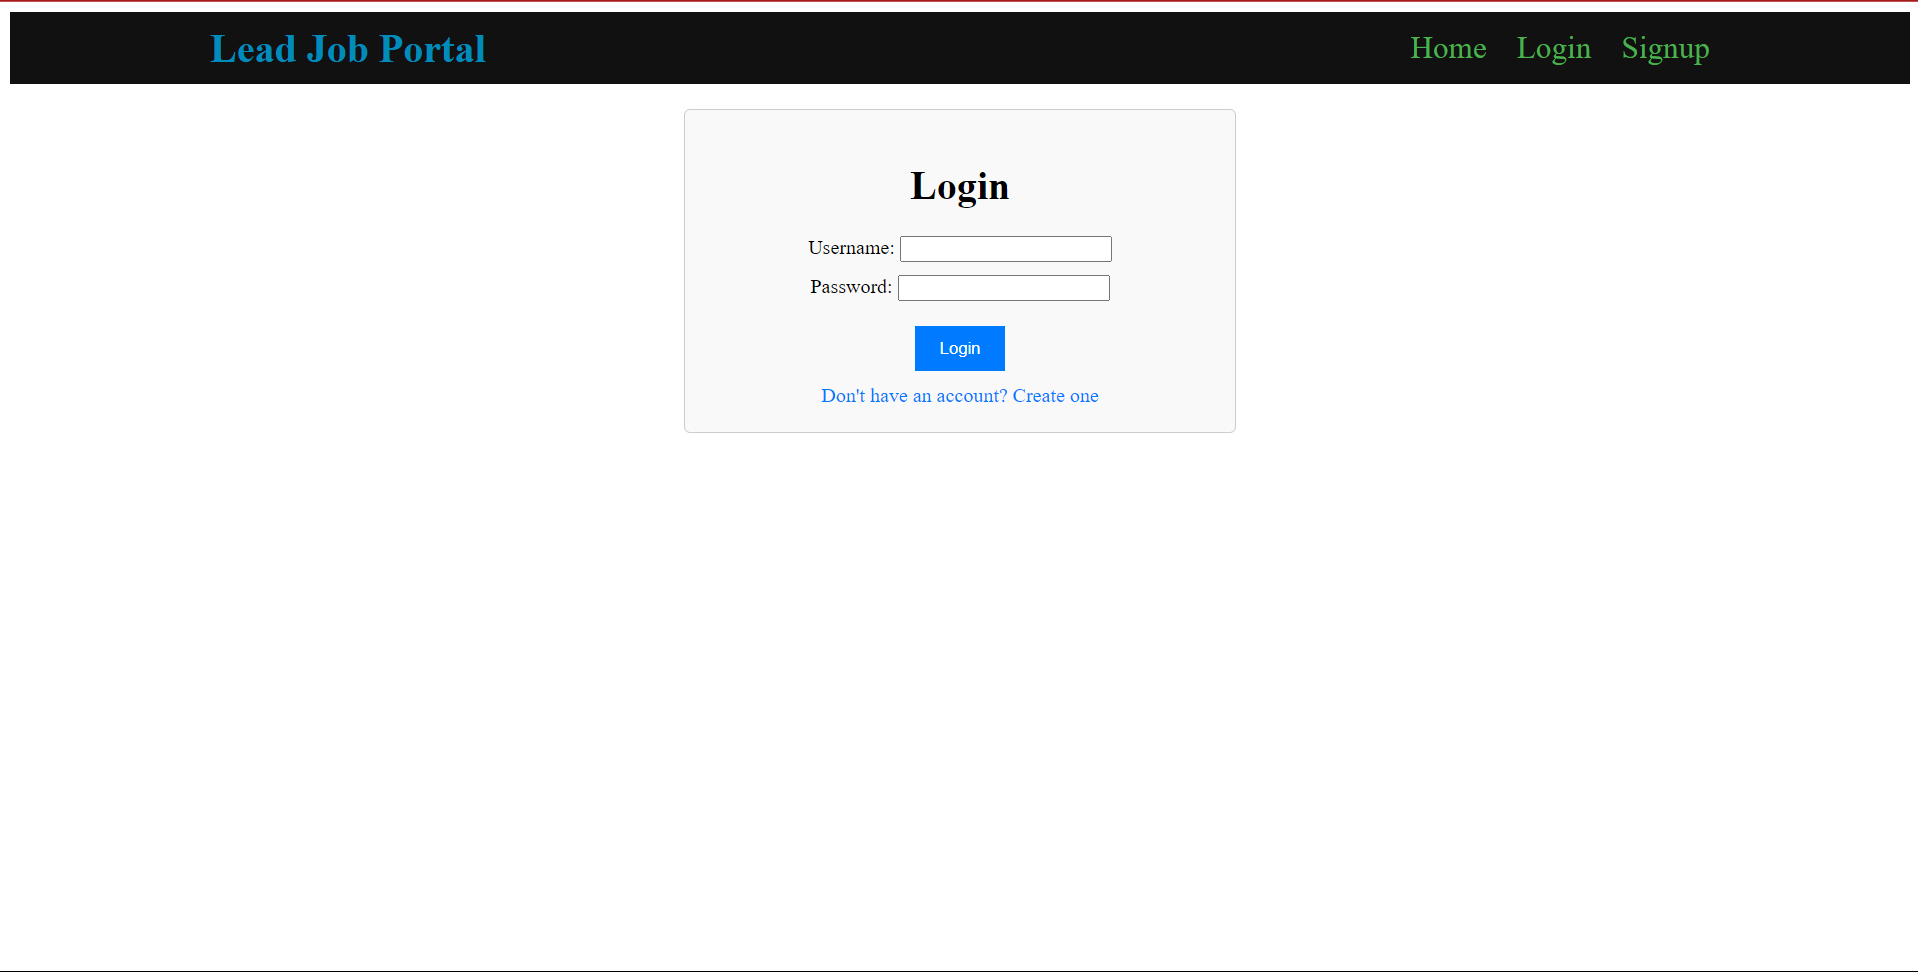 Lead Job Portal Home Login Signup
Login
Username:
Password:
Login
Don't have an account? Create one